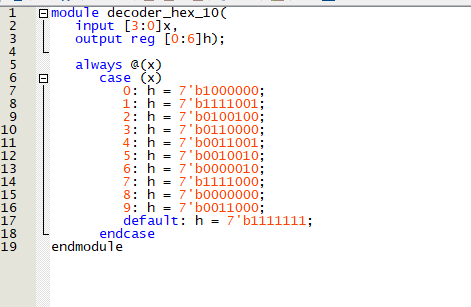 1 module decoder_hex_10(
2 input [3:0]x,
3 output reg [0:6]h);
4
5 always @(x)
6 case (x)
7 0: h = 7'b1000000;
8 1: h = 7'b1111001;
9 2: h = 7'b0100100;
10 3: h = 7'b0110000;
11 4: h = 7'b0011001;
12 5: h = 7'b0010010;
13 6: h = 7'b0000010;
14 7: h = 7'b1111000;
15 8: h = 7'b0000000;
16 9: h = 7'b0011000;
17 default: h = 7'b1111111;
18 endcase
19 endmodule